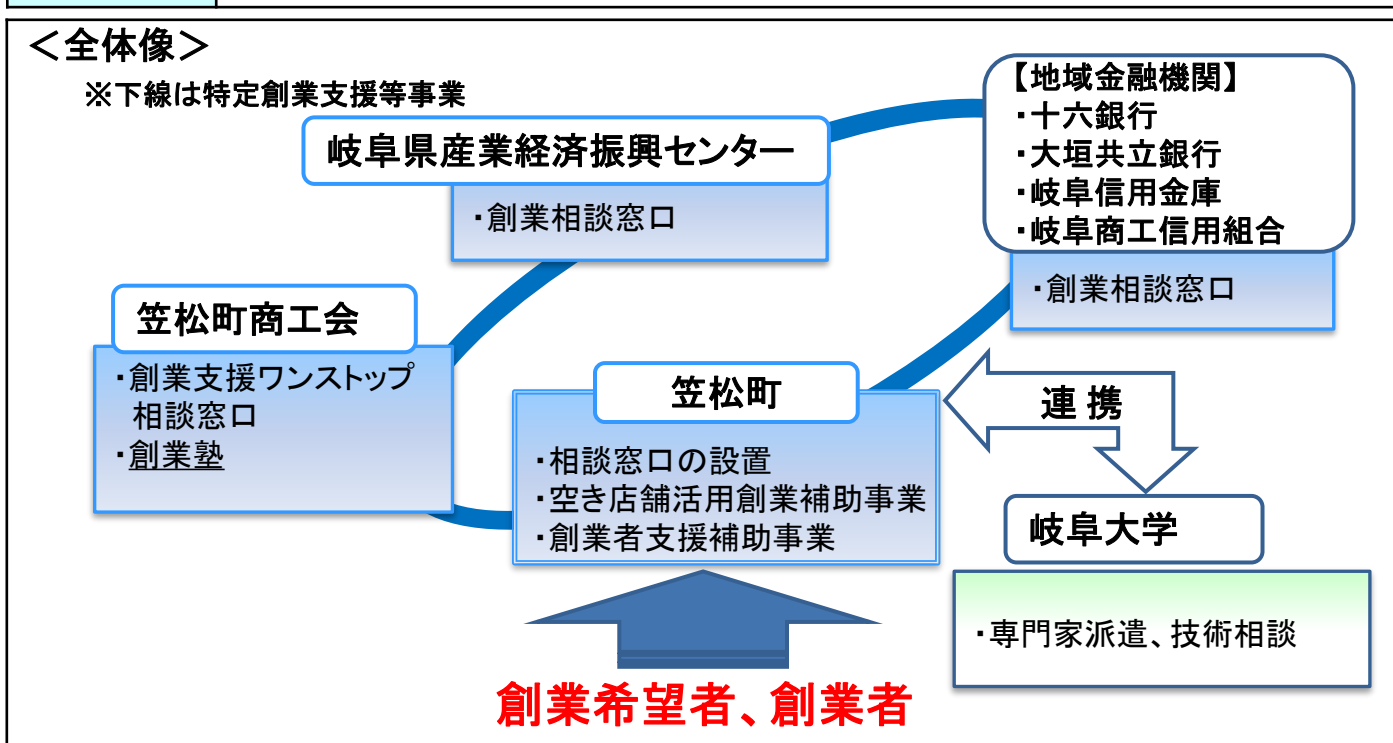 ＜全体像＞
※下線は特定創業支援等事業
岐阜県産業経済振興センター
・創業相談窓口
【地域金融機関】
・十六銀行
・大垣共立銀行
・岐阜信用金庫
・岐阜商工信用組合
・創業相談窓口
笠松町商工会
・創業支援ワンストップ
相談窓口
・創業塾
笠松町
・相談窓口の設置
・空き店舗活用創業補助事業
・創業者支援補助事業
連 携
岐阜大学
・専門家派遣、技術相談
創業希望者、創業者